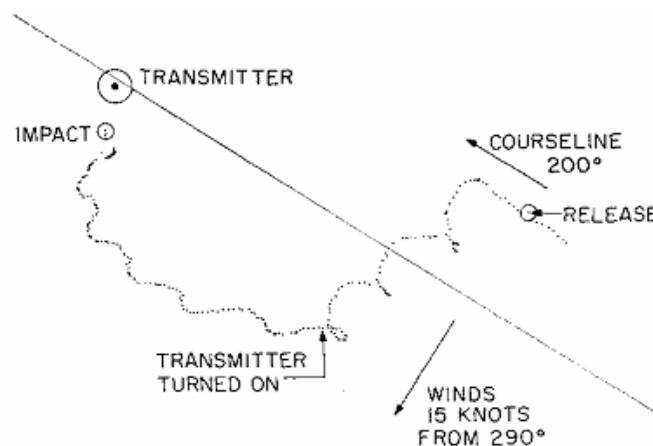 TRANSMITTER
IMPACT
COURSELINE
200°
RELEASE
TRANSMITTER
TURNED ON
WINDS
15 KNOTS
FROM 290°